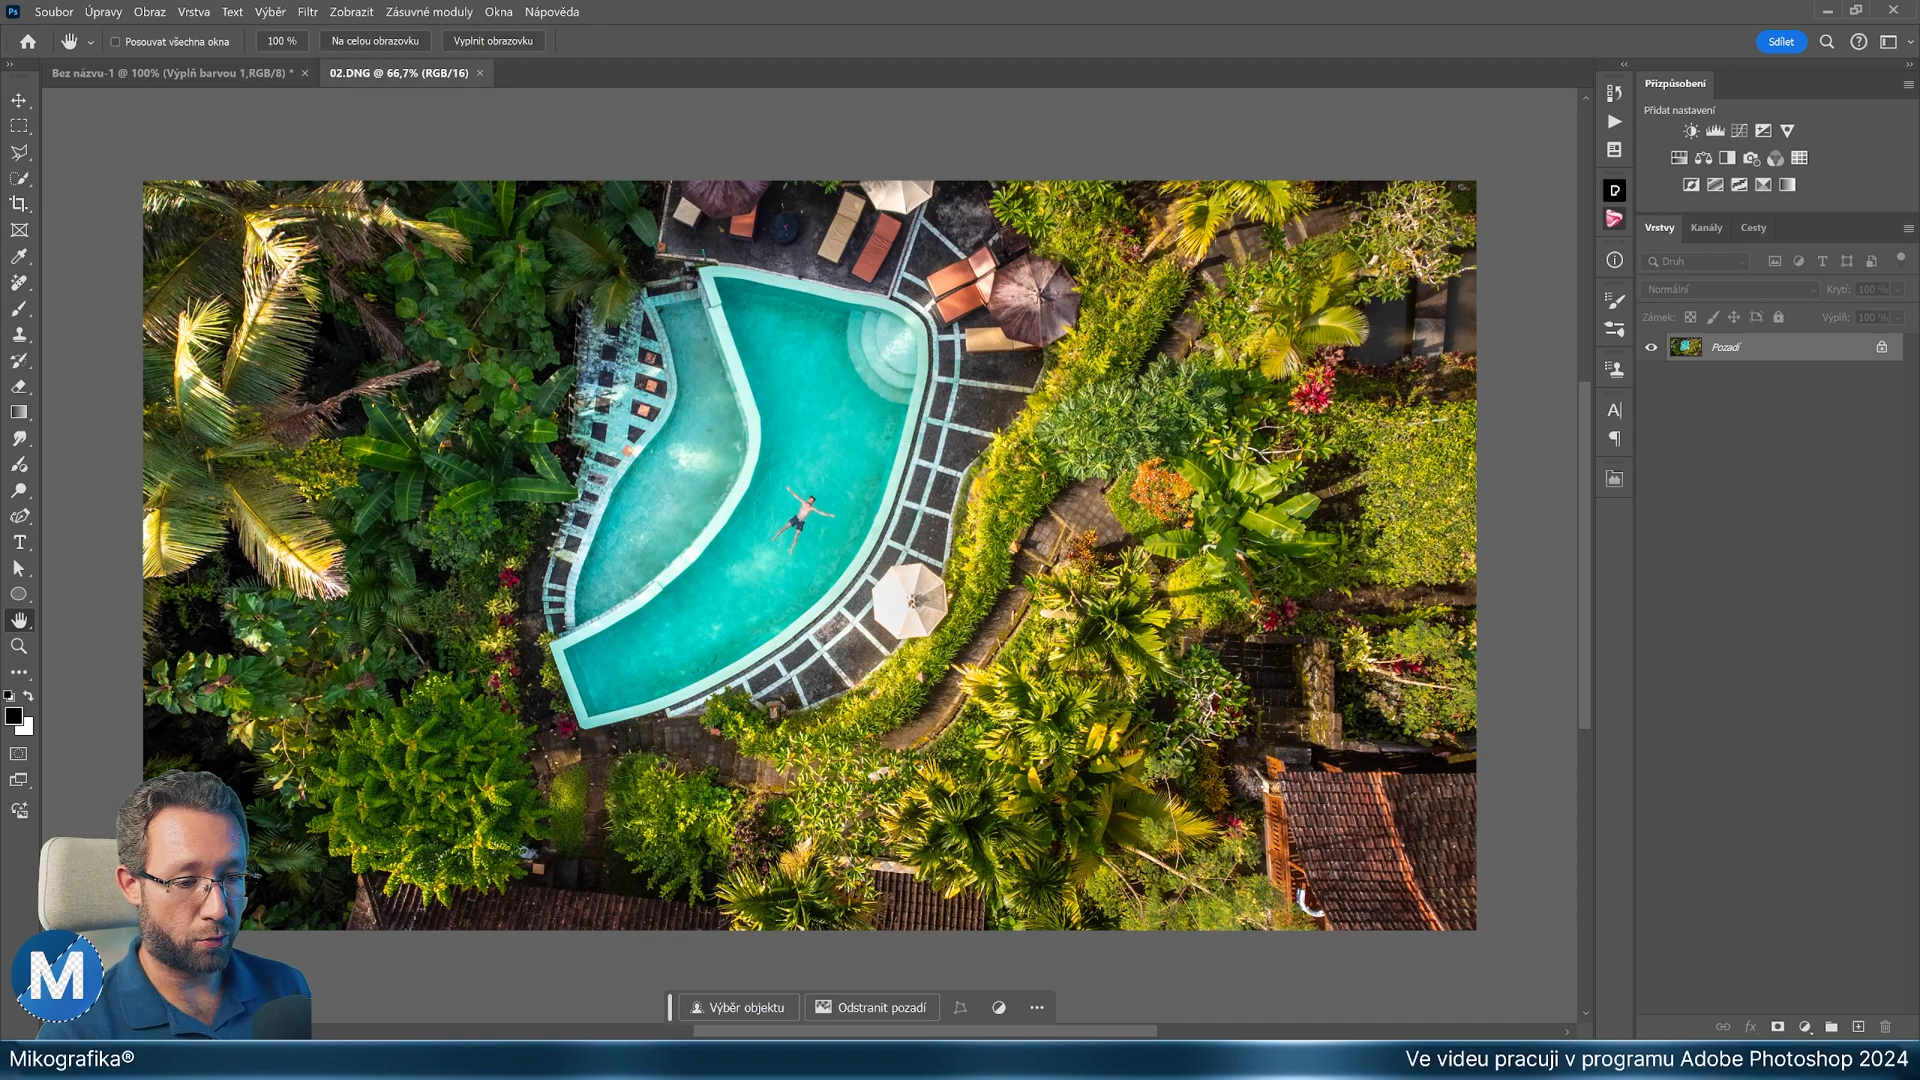 Ps Soubor Úpravy Obraz Vrstva Text Výběr Filtr Zobrazit Zásuvné moduly Okna Nápověda
Posouvat všechna okna 100 % Na celou obrazovku Vyplnit obrazovku Sdílet
Bez názvu-1 @ 100% (Výplň barvou 1,RGB/8) * × 02.DNG @ 66,7% (RGB/16) ×
Přizpůsobení
Přidat nastavení
Vrstvy Kanály Cesty
Druh
Normální Krytí: 100 %
Zámek: Výplň: 100 %
Pozadí
Výběr objektu Odstranit pozadí
M
Mikografika® Ve videu pracuji v programu Adobe Photoshop 2024